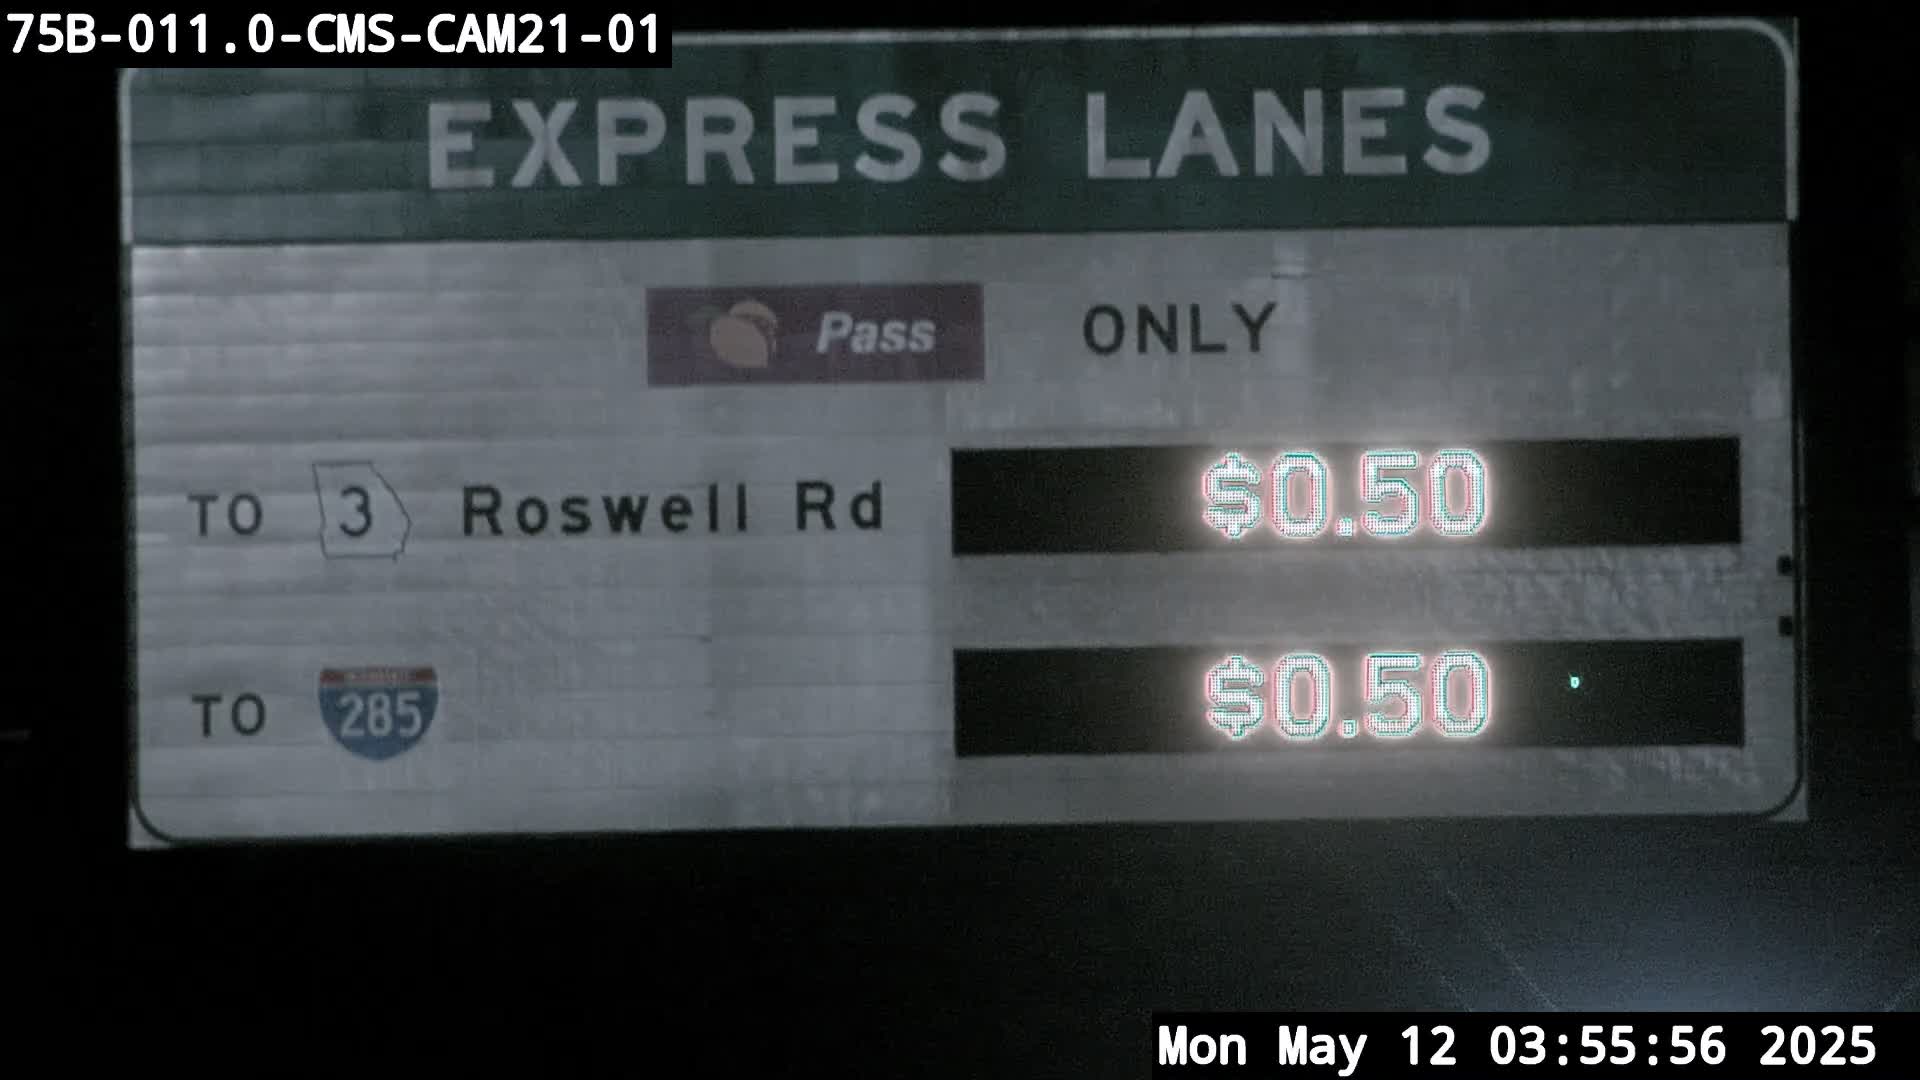 75B-011.0-CMS-CAM21-01
EXPRESS LANES
Pass ONLY
TO 3 Roswell Rd $0.50
TO 285 $0.50
Mon May 12 03:55:56 2025